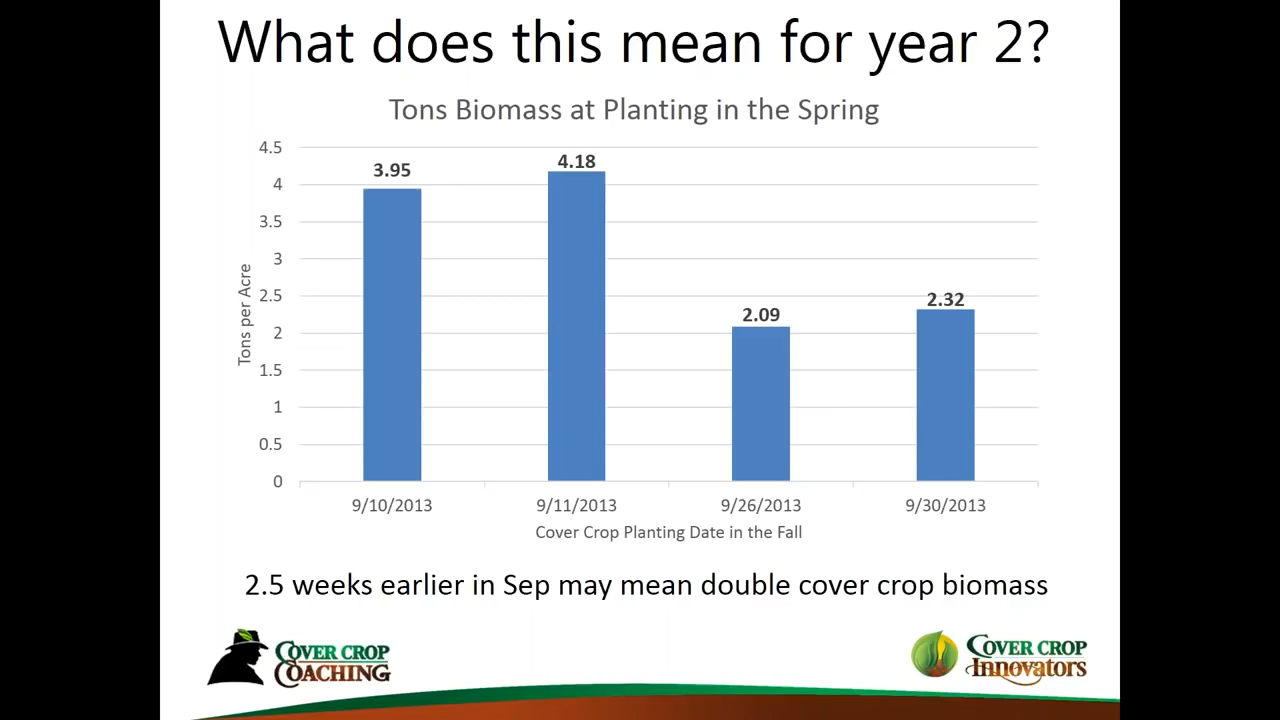 What does this mean for year 2?
Tons Biomass at Planting in the Spring
4.5
4
3.5
3
2.5
2
1.5
1
0.5
0
Tons per Acre
3.95
4.18
2.09
2.32
9/10/2013
9/11/2013
9/26/2013
9/30/2013
Cover Crop Planting Date in the Fall
2.5 weeks earlier in Sep may mean double cover crop biomass
COVER CROP
COACHING
COVER CROP
Innovators